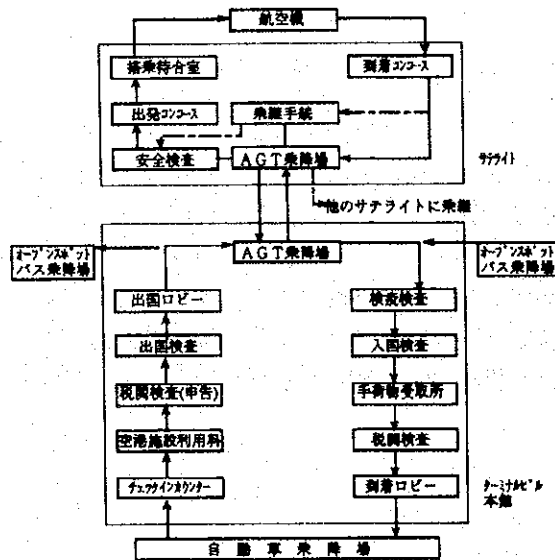 航空機
搭乗待合室
到着コンコース
出発コンコース
乗継手続
安全検査
AGT乗降場
サテライト
他のサテライトに乗継
オープンスポット
バス乗降場
AGT乗降場
オープンスポット
バス乗降場
出国ロビー
検疫検査
出国検査
入国検査
税関検査(申告)
手荷物受取所
空港施設利用料
税関検査
チェックインカウンター
到着ロビー
ターミナルビル
本館
自動車乗降場